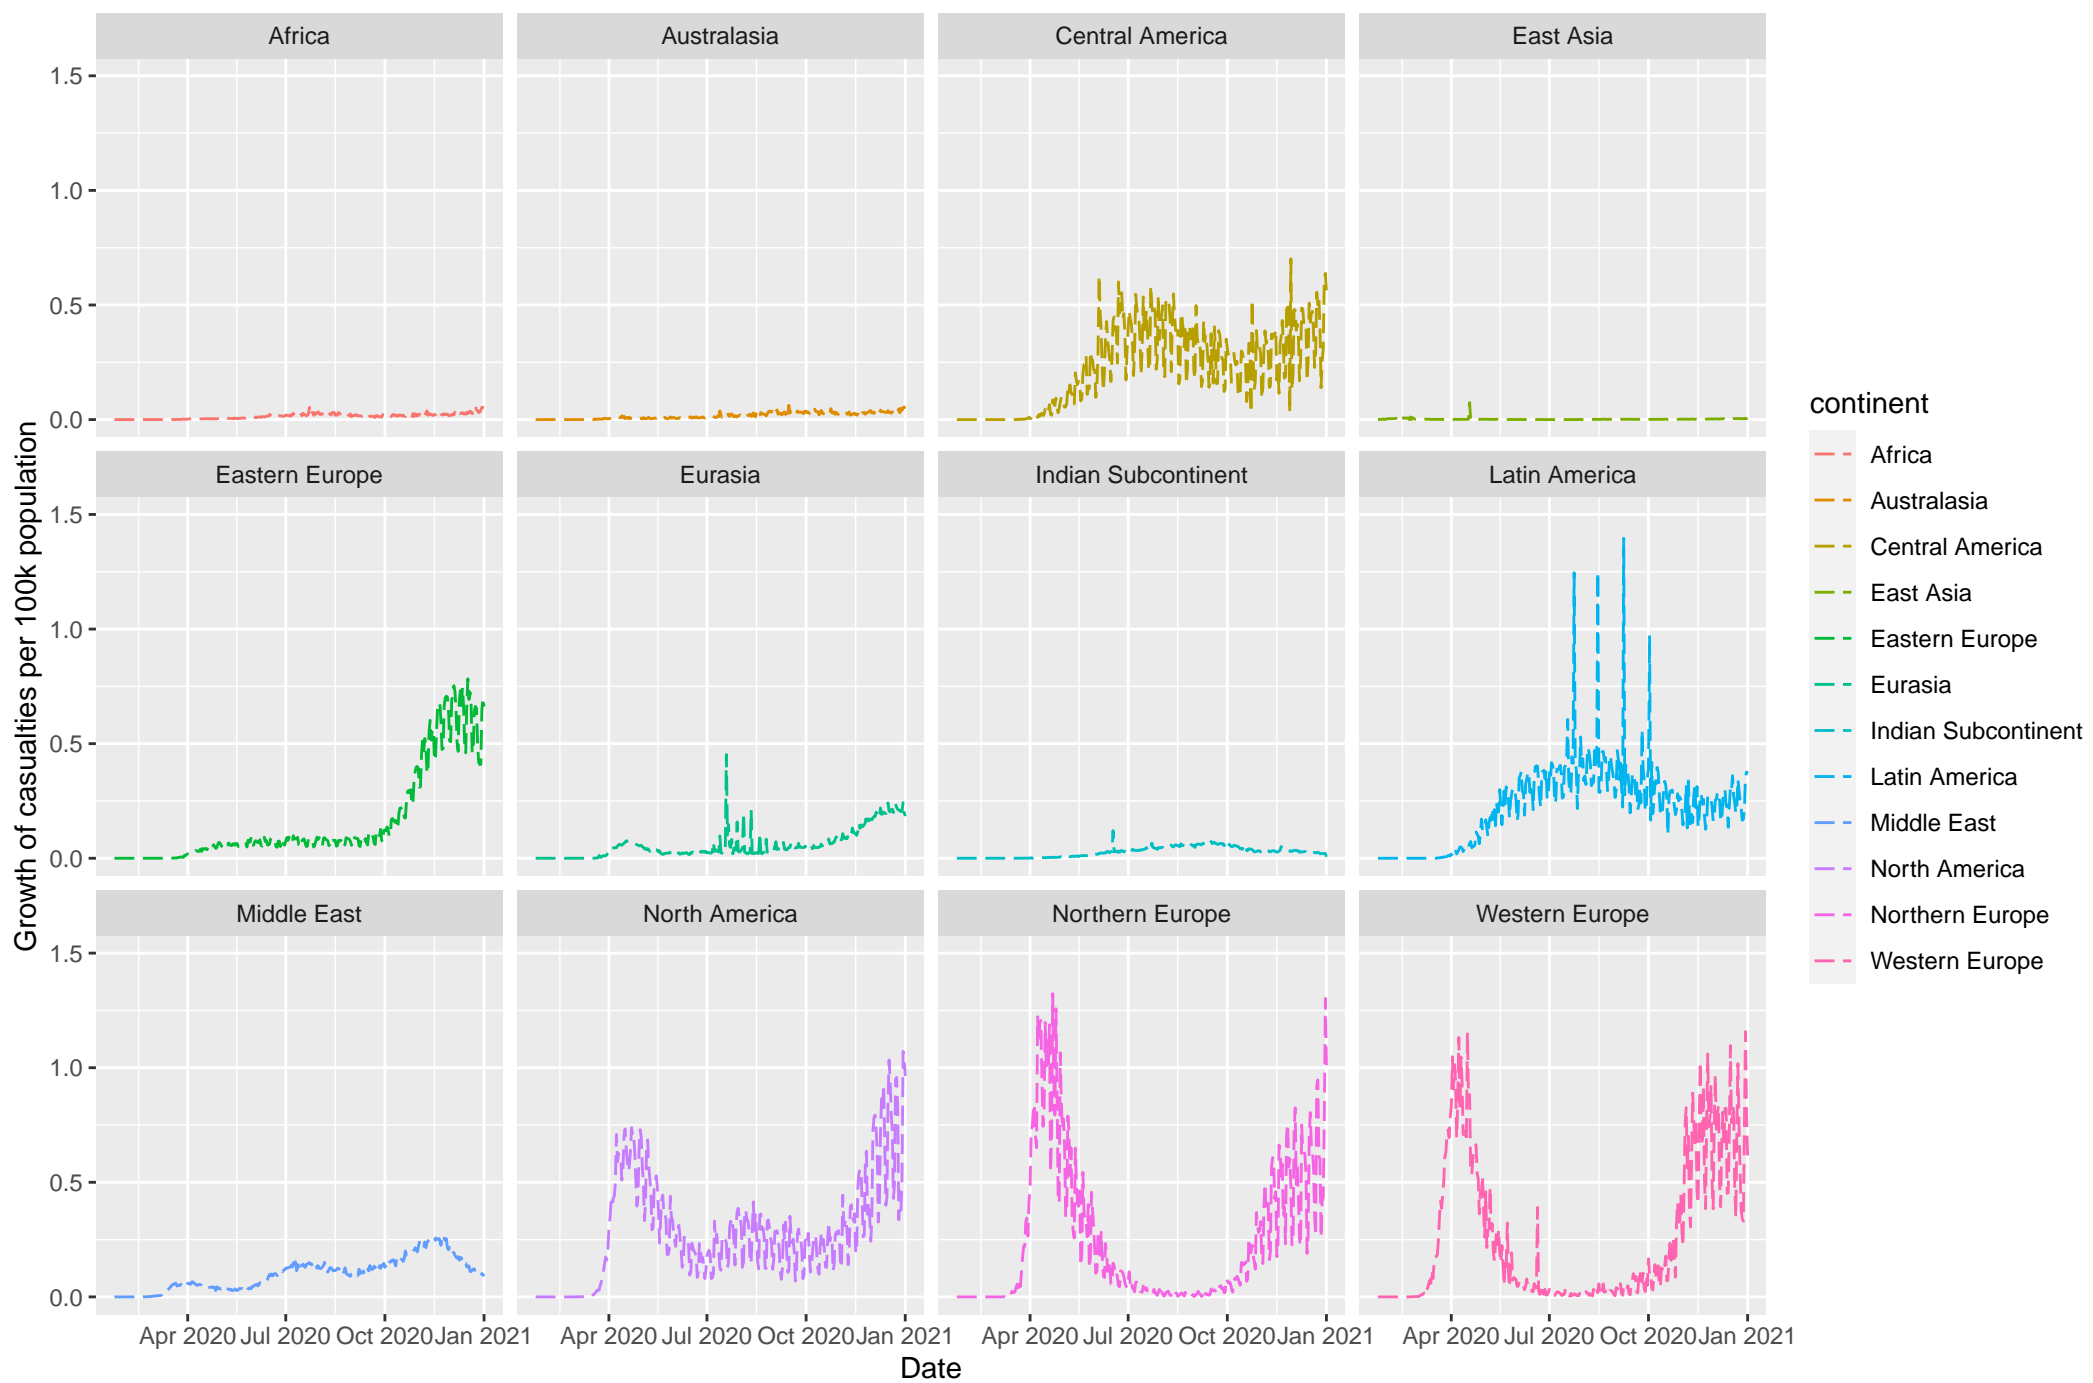 Africa
Australasia
Central America
East Asia
1.5
1.0
0.5
0.0
Eastern Europe
Eurasia
Indian Subcontinent
Latin America
1.5
1.0
0.5
0.0
Middle East
North America
Northern Europe
Western Europe
1.5
1.0
0.5
0.0
Apr 2020 Jul 2020 Oct 2020 Jan 2021
Apr 2020 Jul 2020 Oct 2020 Jan 2021
Apr 2020 Jul 2020 Oct 2020 Jan 2021
Apr 2020 Jul 2020 Oct 2020 Jan 2021
Date
Growth of casualties per 100k population
continent
Africa
Australasia
Central America
East Asia
Eastern Europe
Eurasia
Indian Subcontinent
Latin America
Middle East
North America
Northern Europe
Western Europe